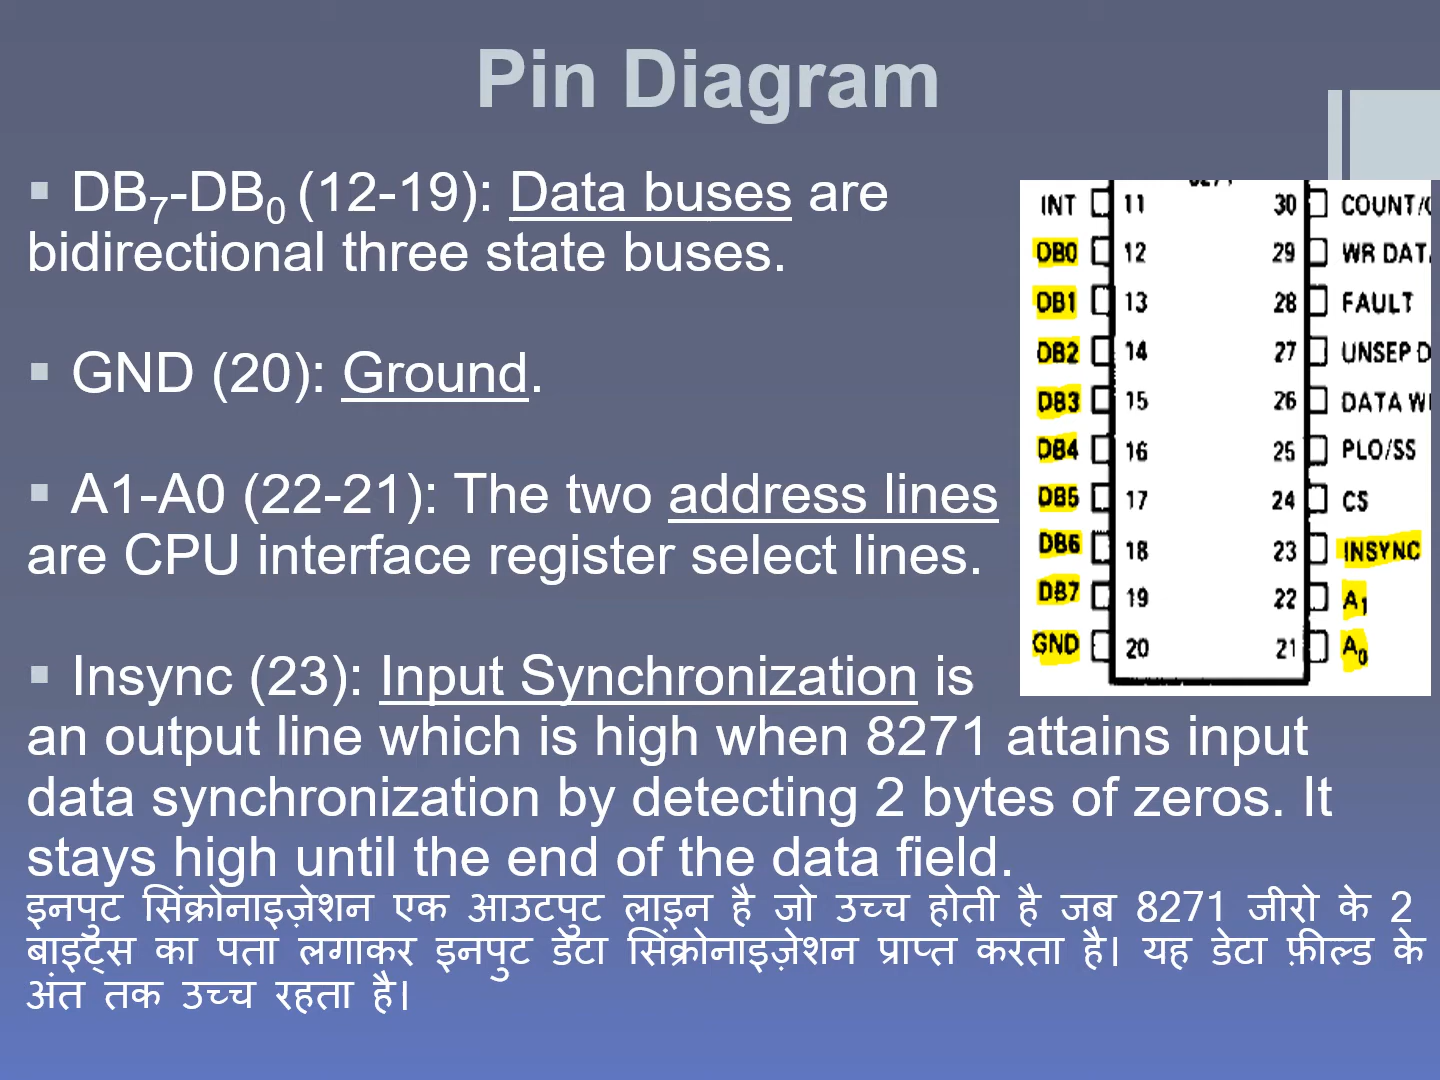 Pin Diagram
▪ DB7-DB0 (12-19): Data buses are
bidirectional three state buses.
▪ GND (20): Ground.
▪ A1-A0 (22-21): The two address lines
are CPU interface register select lines.
▪ Insync (23): Input Synchronization is
an output line which is high when 8271 attains input
data synchronization by detecting 2 bytes of zeros. It
stays high until the end of the data field.
इनपुट सिंक्रोनाइज़ेशन एक आउटपुट लाइन है जो उच्च होती है जब 8271 जीरो के 2
बाइट्स का पता लगाकर इनपुट डेटा सिंक्रोनाइज़ेशन प्राप्त करता है। यह डेटा फ़ील्ड के
अंत तक उच्च रहता है।
INT 11 30 COUNT/
DB0 12 29 WR DAT
DB1 13 28 FAULT
DB2 14 27 UNSEP D
DB3 15 26 DATA W
DB4 16 25 PLO/SS
DB5 17 24 CS
DB6 18 23 INSYNC
DB7 19 22 A1
GND 20 21 A0